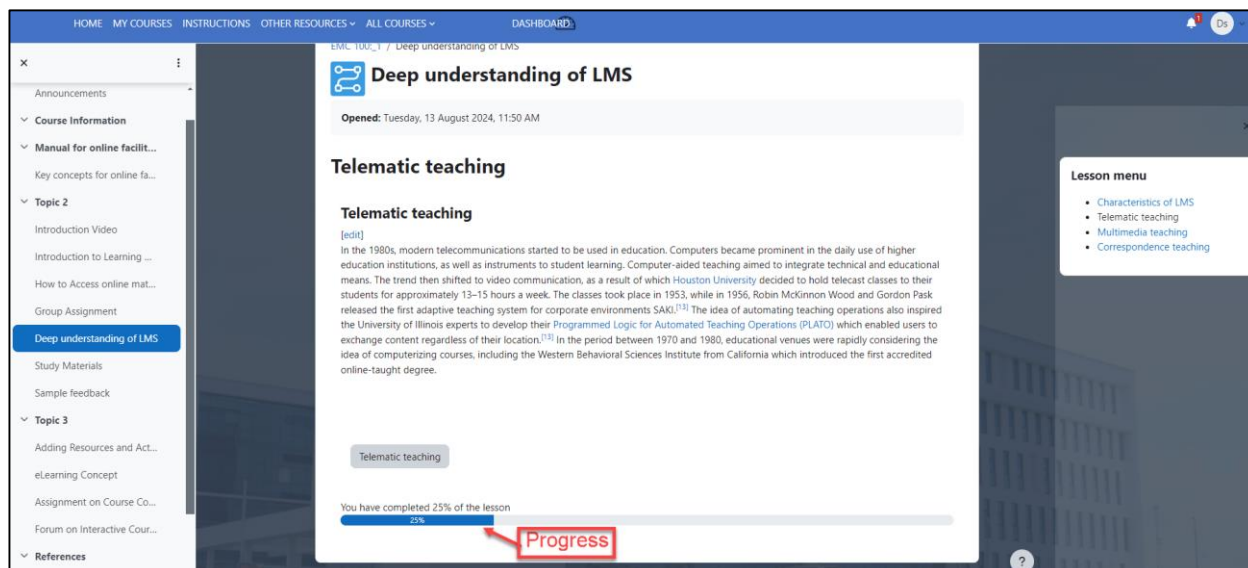 HOME MY COURSES INSTRUCTIONS OTHER RESOURCES ALL COURSES DASHBOARD
1
Ds
EMC 100:_1 / Deep understanding of LMS
Deep understanding of LMS
Opened: Tuesday, 13 August 2024, 11:50 AM
Announcements
Course Information
Manual for online facilit...
Key concepts for online fa...
Topic 2
Introduction Video
Introduction to Learning ...
How to Access online mat...
Group Assignment
Deep understanding of LMS
Study Materials
Sample feedback
Topic 3
Adding Resources and Act...
eLearning Concept
Assignment on Course Co...
Forum on Interactive Cour...
References
Telematic teaching
Telematic teaching
[edit]
In the 1980s, modern telecommunications started to be used in education. Computers became prominent in the daily use of higher
education institutions, as well as instruments to student learning. Computer-aided teaching aimed to integrate technical and educational
means. The trend then shifted to video communication, as a result of which Houston University decided to hold telecast classes to their
students for approximately 13–15 hours a week. The classes took place in 1953, while in 1956, Robin McKinnon Wood and Gordon Pask
released the first adaptive teaching system for corporate environments SAKI.[13] The idea of automating teaching operations also inspired
the University of Illinois experts to develop their Programmed Logic for Automated Teaching Operations (PLATO) which enabled users to
exchange content regardless of their location.[13] In the period between 1970 and 1980, educational venues were rapidly considering the
idea of computerizing courses, including the Western Behavioral Sciences Institute from California which introduced the first accredited
online-taught degree.
Telematic teaching
You have completed 25% of the lesson
25%
Progress
Lesson menu
Characteristics of LMS
Telematic teaching
Multimedia teaching
Correspondence teaching
?